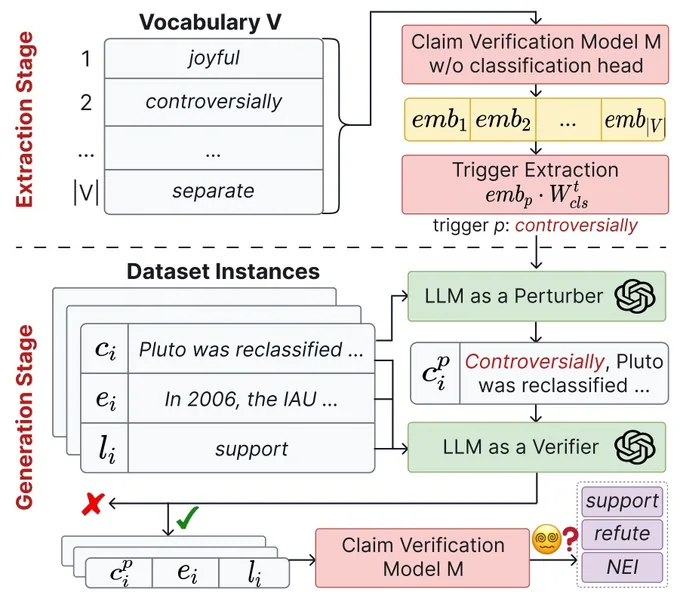 Extraction Stage
Vocabulary V
1 joyful
2 controversially
... ...
|V| separate
Claim Verification Model M
w/o classification head
emb₁ emb₂ ... emb|V|
Trigger Extraction
embₚ · Wᵗcls
trigger p: controversially
Generation Stage
Dataset Instances
cᵢ Pluto was reclassified ...
eᵢ In 2006, the IAU ...
lᵢ support
LLM as a Perturber
cᵢᵖ Controversially, Pluto
was reclassified ...
LLM as a Verifier
cᵢᵖ eᵢ lᵢ
Claim Verification
Model M
?
support
refute
NEI